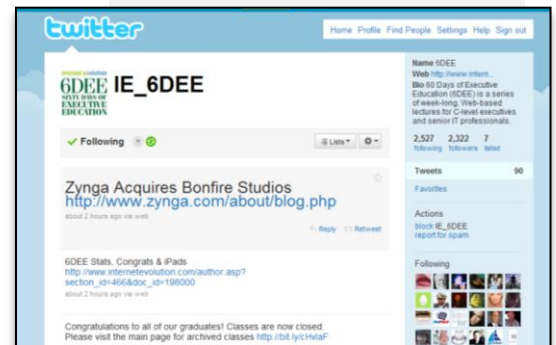 twitter
Home Profile Find People Settings Help Sign out
internet evolution
6DEE
SIXTY DAYS OF
EXECUTIVE
EDUCATION
IE_6DEE
Following
Lists
Zynga Acquires Bonfire Studios
http://www.zynga.com/about/blog.php
about 2 hours ago via web
Reply Retweet
6DEE Stats, Congrats & iPads
http://www.internetevolution.com/author.asp?
section_id=466&doc_id=198000
about 2 hours ago via web
Congratulations to all of our graduates! Classes are now closed.
Please visit the main page for archived classes http://bit.ly/cHvlaF
Name 6DEE
Web http://www.intern...
Bio 60 Days of Executive
Education (6DEE) is a series
of week-long, Web-based
lectures for C-level executives
and senior IT professionals.
2,527 2,322 7
following followers listed
Tweets 90
Favorites
Actions
block IE_6DEE
report for spam
Following